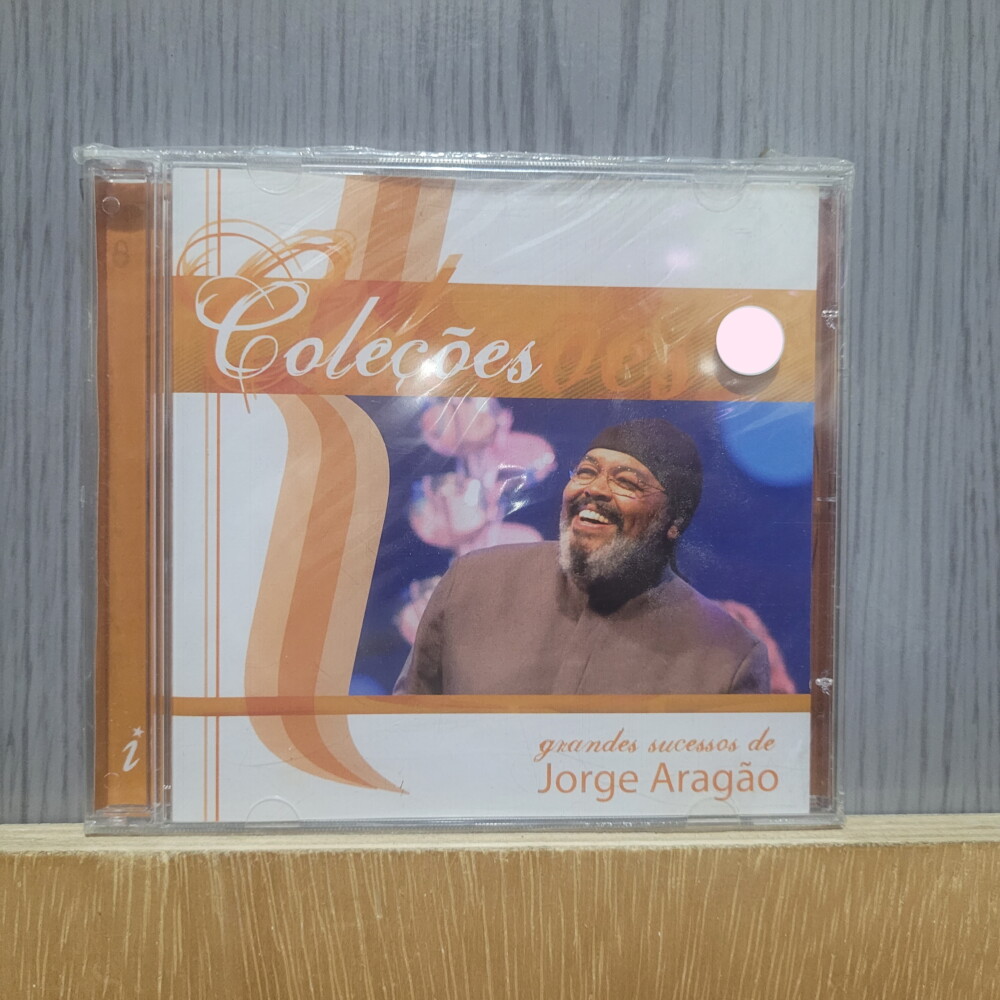 Coleções
grandes sucessos de
Jorge Aragão
i